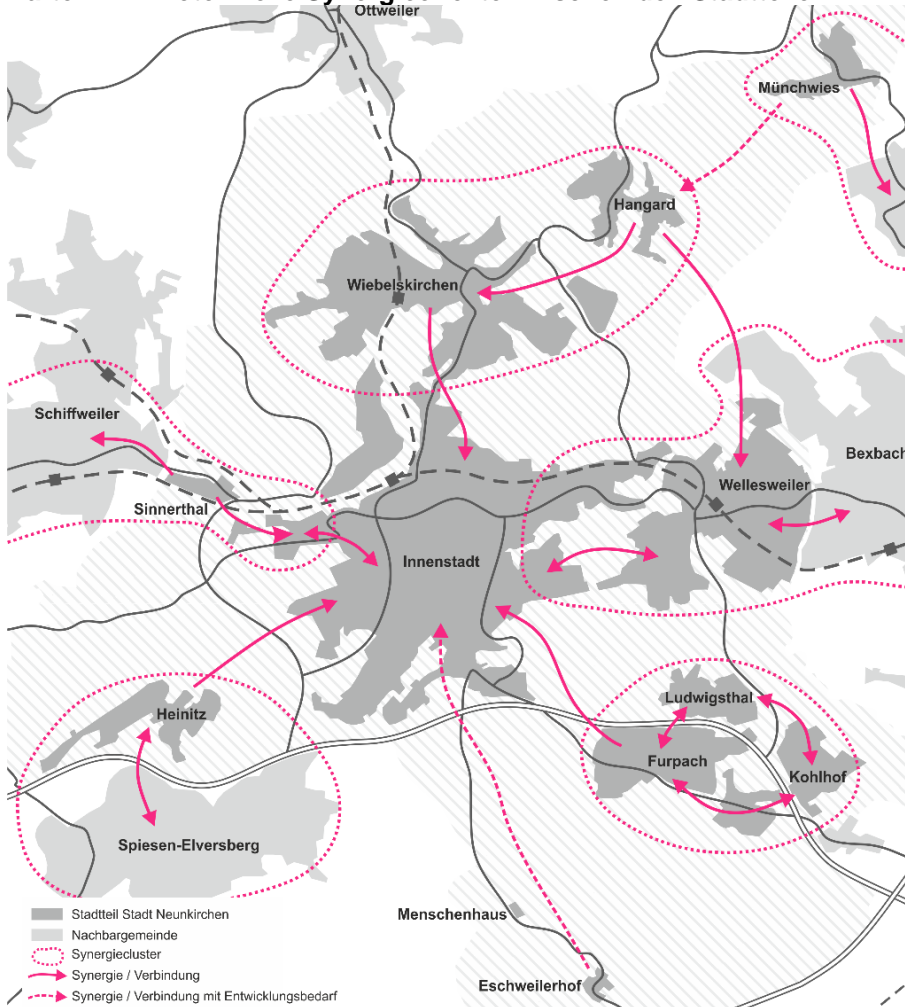 Ottweiler
Münchwies
Hangard
Wiebelskirchen
Schiffweiler
Bexbach
Wellesweiler
Sinnerthal
Innenstadt
Ludwigsthal
Heinitz
Furpach
Kohlhof
Spiesen-Elversberg
Menschenhaus
Eschweilerhof
Stadtteil Stadt Neunkirchen
Nachbargemeinde
Synergiecluster
Synergie / Verbindung
Synergie / Verbindung mit Entwicklungsbedarf